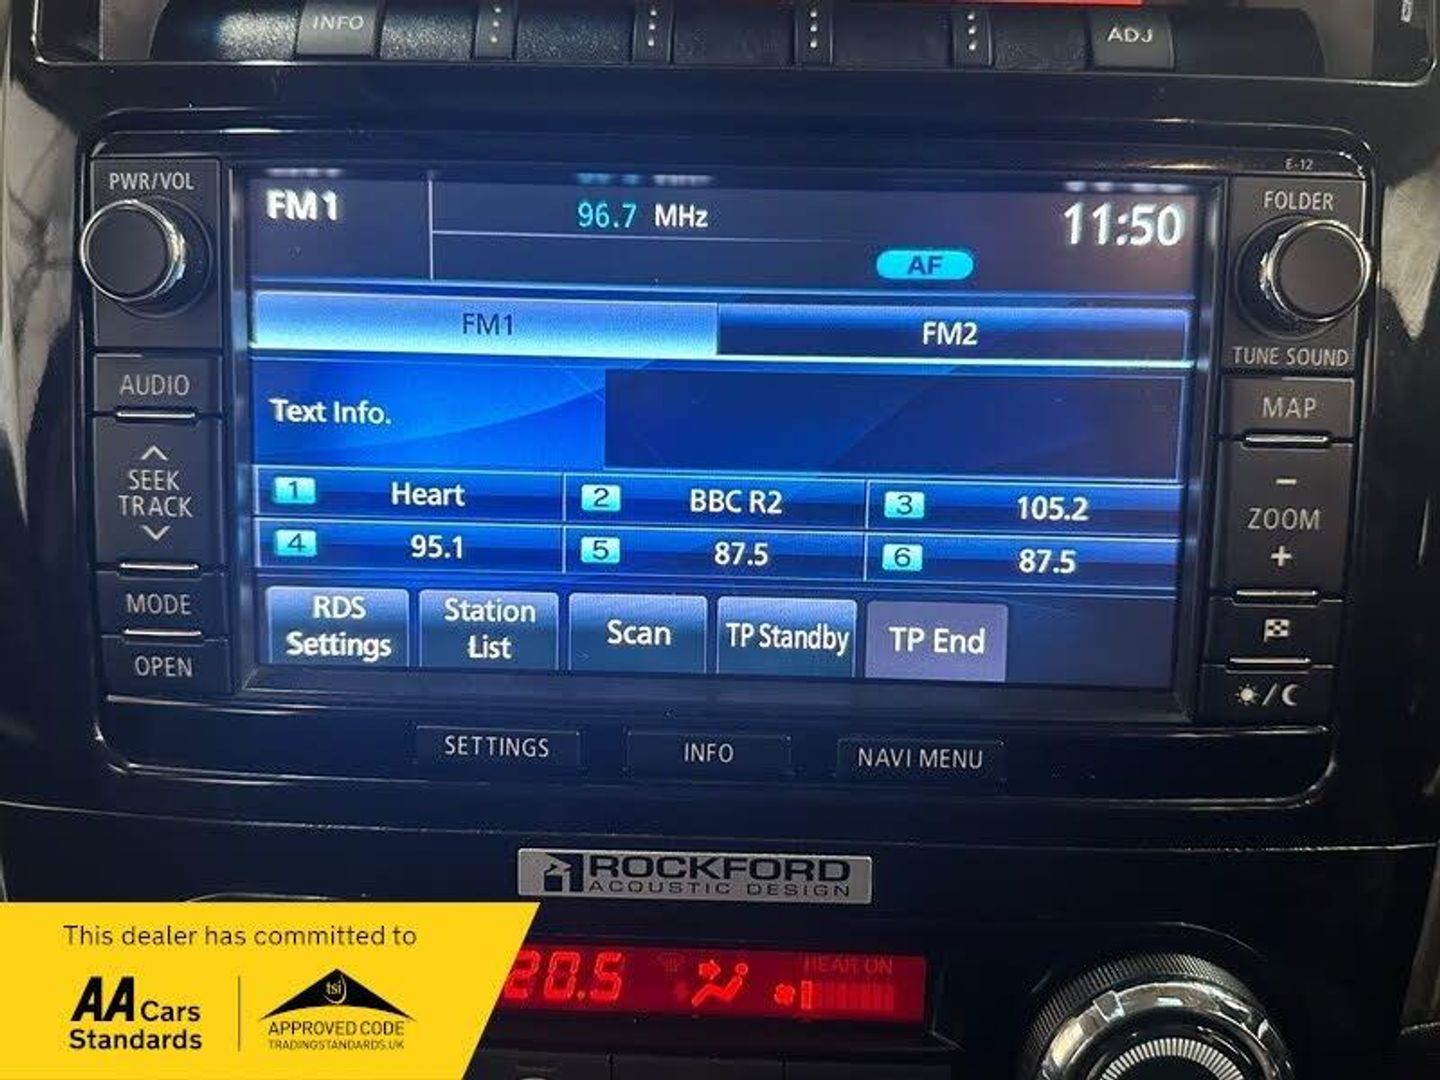 INFO
ADJ
E-12
PWR/VOL
FM1
96.7 MHz
11:50
FOLDER
AF
FM1
FM2
TUNE SOUND
AUDIO
Text Info.
MAP
SEEK
TRACK
1 Heart
2 BBC R2
3 105.2
4 95.1
5 87.5
6 87.5
−
ZOOM
+
MODE
RDS
Settings
Station
List
Scan
TP Standby
TP End
OPEN
SETTINGS
INFO
NAVI MENU
ROCKFORD
ACOUSTIC DESIGN
This dealer has committed to
20.5
REAR ON
AA Cars
Standards
tsi
APPROVED CODE
TRADINGSTANDARDS.UK